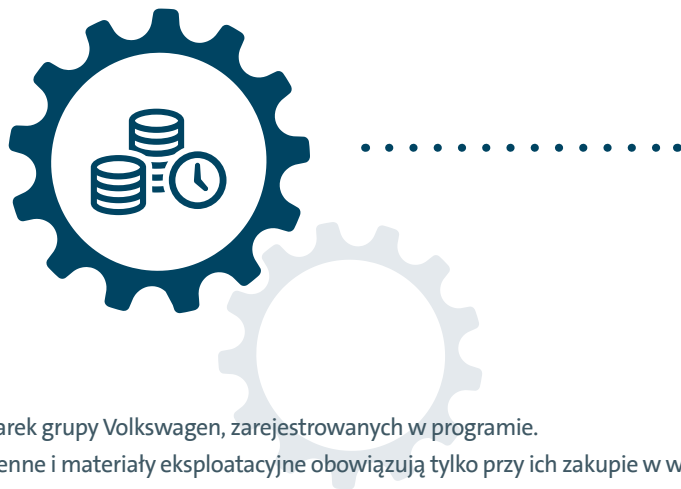 arek grupy Volkswagen, zarejestrowanych w programie.
enne i materiały eksploatacyjne obowiązują tylko przy ich zakupie w w